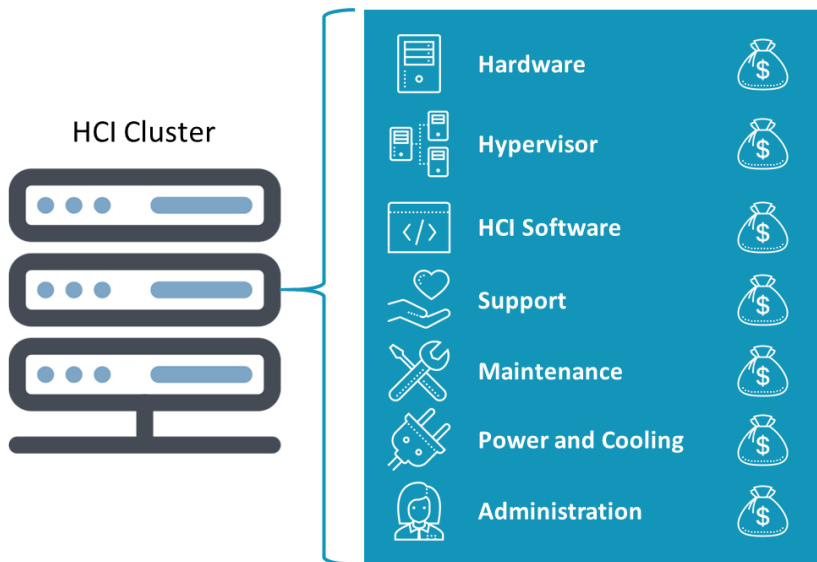 HCI Cluster
Hardware
$
Hypervisor
$
HCI Software
</>
$
Support
$
Maintenance
$
Power and Cooling
$
Administration
$